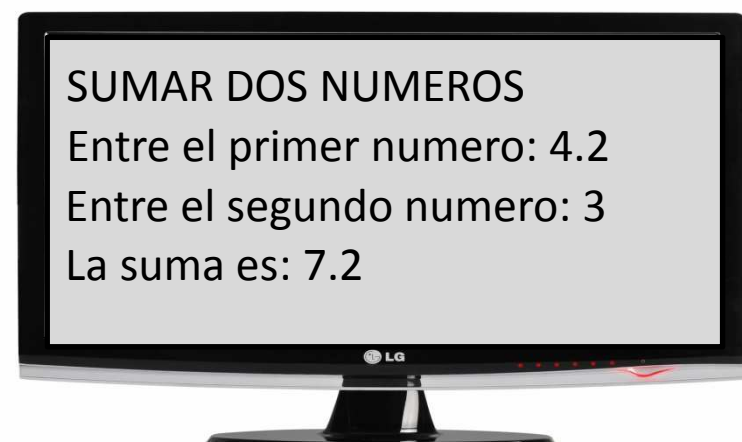 SUMAR DOS NUMEROS
Entre el primer numero: 4.2
Entre el segundo numero: 3
La suma es: 7.2
LG